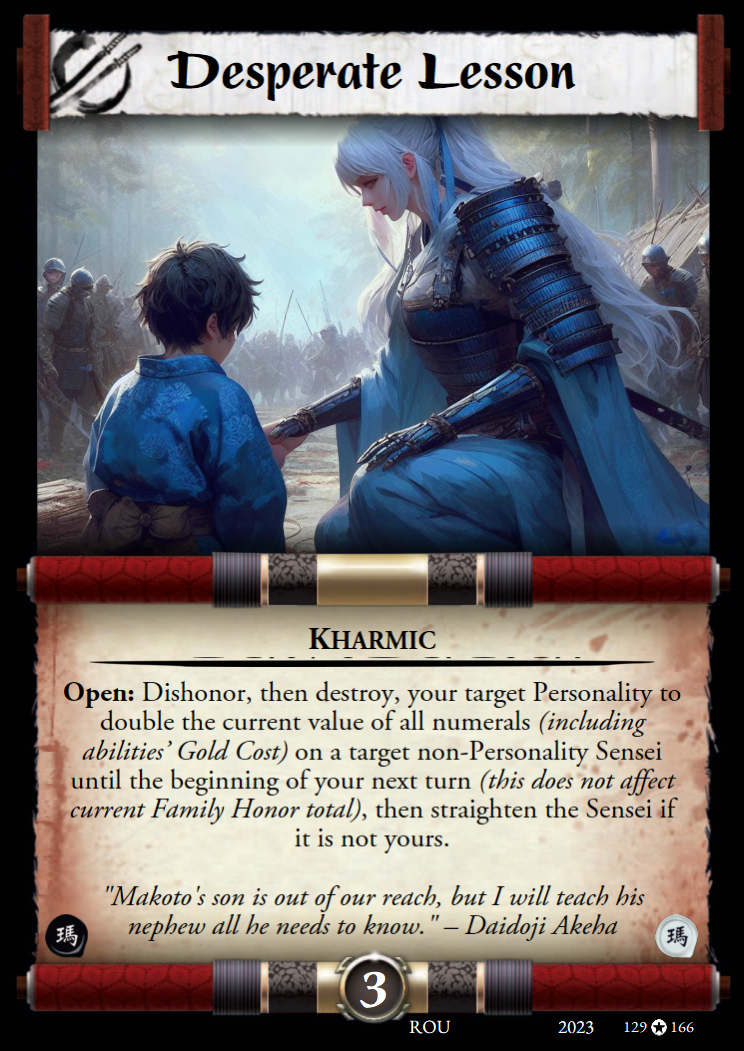 Desperate Lesson
Kharmic
Open: Dishonor, then destroy, your target Personality to
double the current value of all numerals (including
abilities' Gold Cost) on a target non-Personality Sensei
until the beginning of your next turn (this does not affect
current Family Honor total), then straighten the Sensei if
it is not yours.
"Makoto's son is out of our reach, but I will teach his
nephew all he needs to know." – Daidoji Akeha
瑪 瑪
3
ROU 2023 129 166